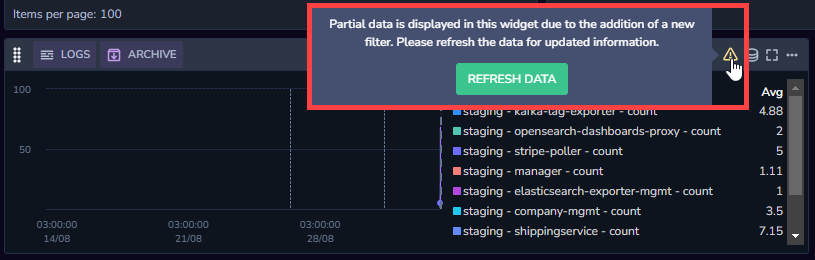 Items per page: 100
Partial data is displayed in this widget due to the addition of a new
filter. Please refresh the data for updated information.
REFRESH DATA
LOGS
ARCHIVE
Avg
100
50
03:00:00
14/08
03:00:00
21/08
03:00:00
28/08
staging - kafka-tag-exporter - count 4.88
staging - opensearch-dashboards-proxy - count 2
staging - stripe-poller - count 5
staging - manager - count 1.11
staging - elasticsearch-exporter-mgmt - count 1
staging - company-mgmt - count 3.5
staging - shippingservice - count 7.15